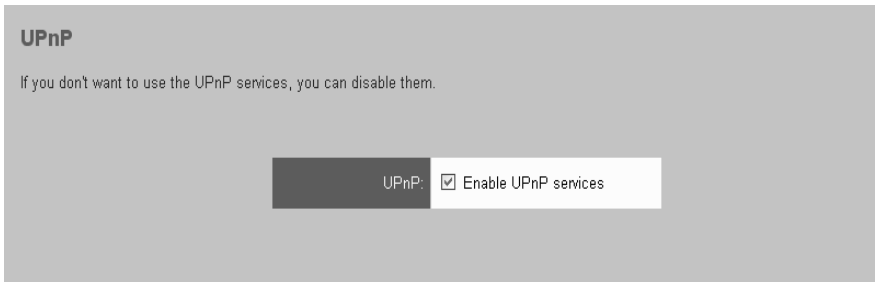 UPnP
If you don't want to use the UPnP services, you can disable them.
UPnP: Enable UPnP services